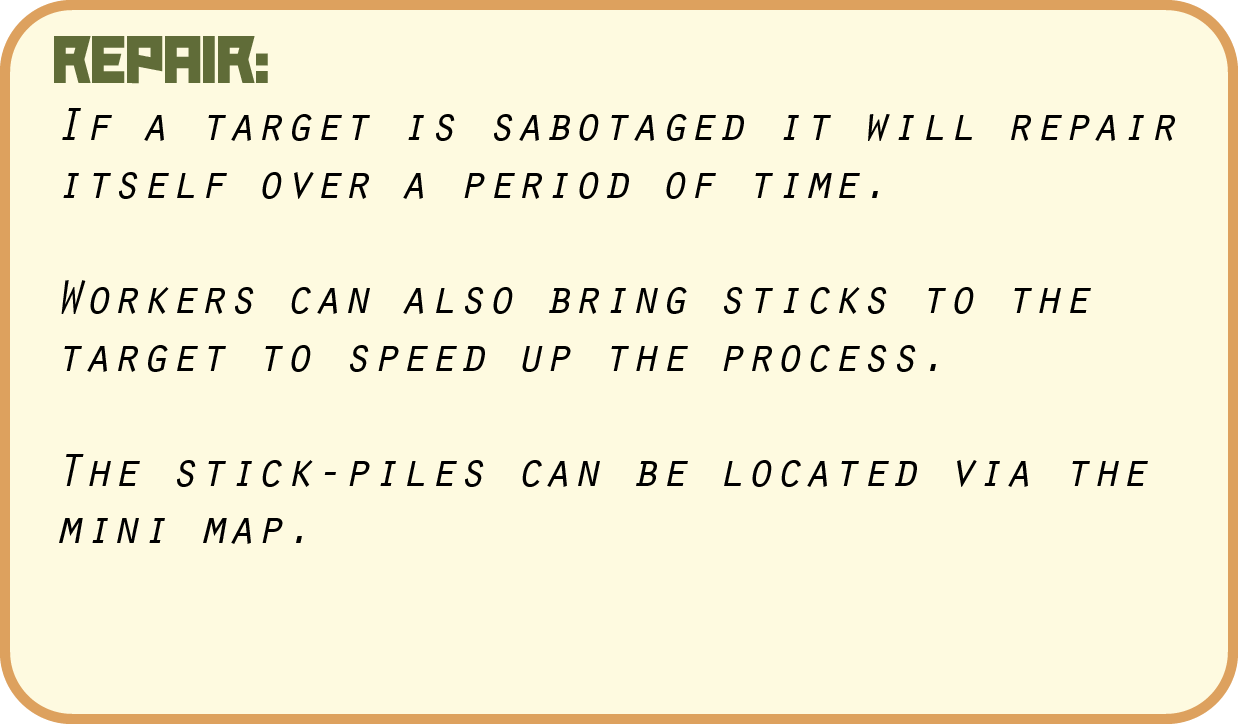 REPAIR:
If a target is sabotaged it will repair
itself over a period of time.
Workers can also bring sticks to the
target to speed up the process.
The stick-piles can be located via the
mini map.